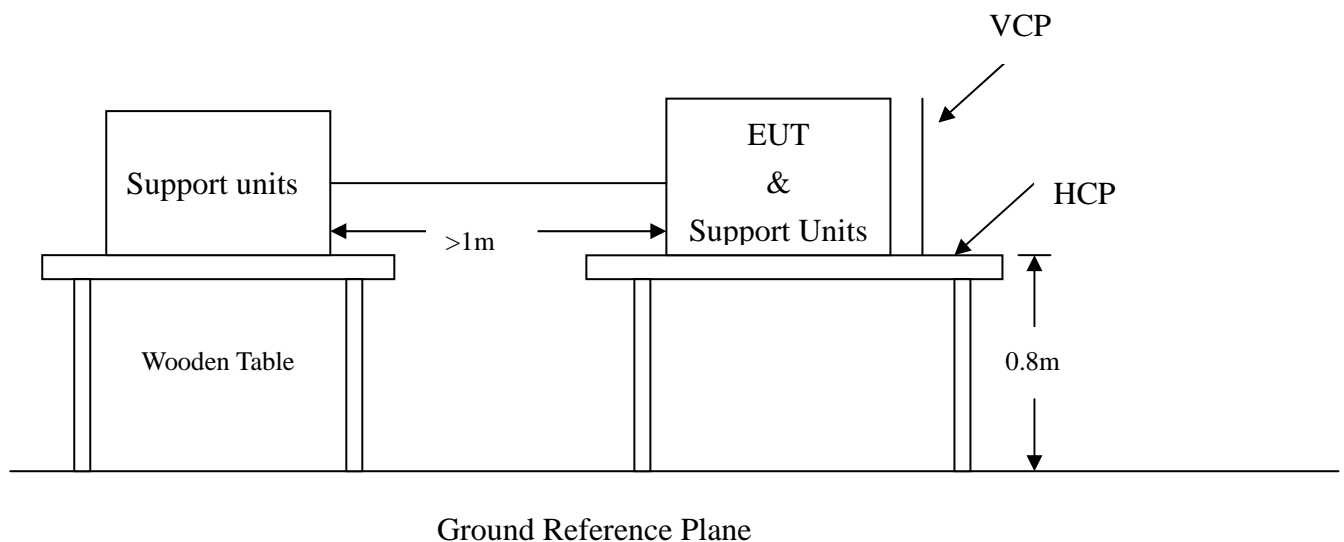 VCP
EUT
&
Support Units
Support units
HCP
>1m
Wooden Table
0.8m
Ground Reference Plane